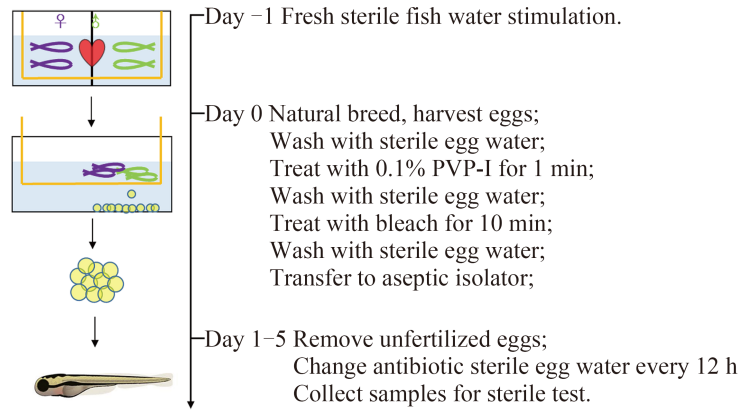 ♀ ♂
Day −1 Fresh sterile fish water stimulation.
Day 0 Natural breed, harvest eggs;
Wash with sterile egg water;
Treat with 0.1% PVP-I for 1 min;
Wash with sterile egg water;
Treat with bleach for 10 min;
Wash with sterile egg water;
Transfer to aseptic isolator;
Day 1−5 Remove unfertilized eggs;
Change antibiotic sterile egg water every 12 h
Collect samples for sterile test.